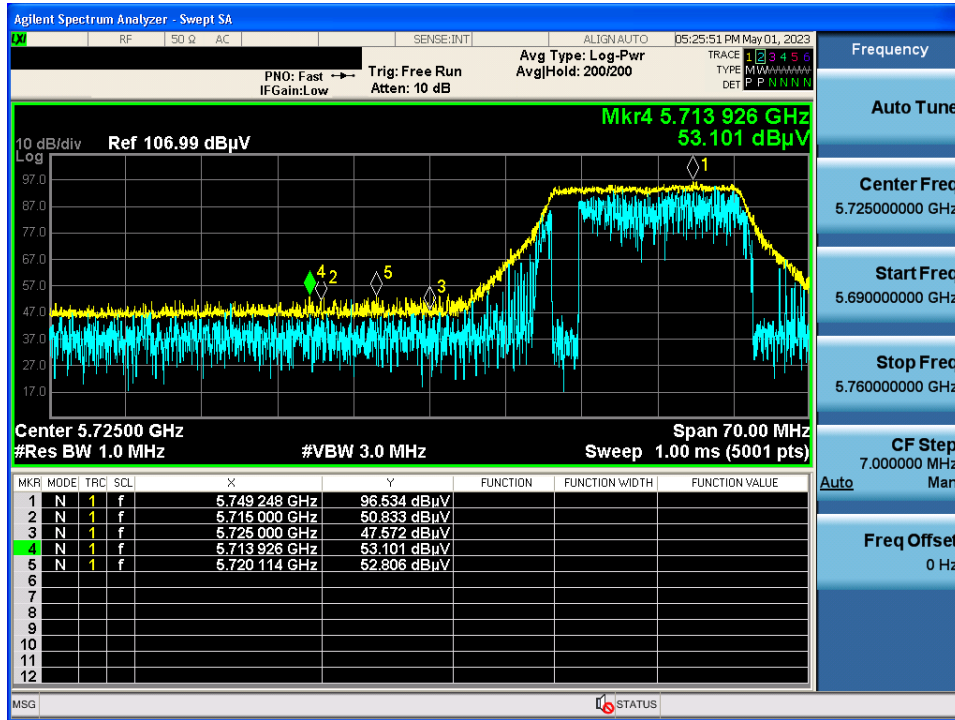 Agilent Spectrum Analyzer - Swept SA
LXI RF 50 Ω AC SENSE:INT ALIGN AUTO 05:25:51 PM May 01, 2023
PNO: Fast
IFGain:Low
Trig: Free Run
Atten: 10 dB
Avg Type: Log-Pwr
Avg|Hold: 200/200
TRACE 1 2 3 4 5 6
TYPE M W
DET P P N N N N
Mkr4 5.713 926 GHz
53.101 dBµV
10 dB/div Ref 106.99 dBµV
Log
97.0
87.0
77.0
67.0
57.0
47.0
37.0
27.0
17.0
1
4 2 5 3
Center 5.72500 GHz Span 70.00 MHz
#Res BW 1.0 MHz #VBW 3.0 MHz Sweep 1.00 ms (5001 pts)
MKR MODE TRC SCL X Y FUNCTION FUNCTION WIDTH FUNCTION VALUE
1 N 1 f 5.749 248 GHz 96.534 dBµV
2 N 1 f 5.715 000 GHz 50.833 dBµV
3 N 1 f 5.725 000 GHz 47.572 dBµV
4 N 1 f 5.713 926 GHz 53.101 dBµV
5 N 1 f 5.720 114 GHz 52.806 dBµV
6
7
8
9
10
11
12
MSG STATUS
Frequency
Auto Tune
Center Freq
5.725000000 GHz
Start Freq
5.690000000 GHz
Stop Freq
5.760000000 GHz
CF Step
7.000000 MHz
Auto Man
Freq Offset
0 Hz